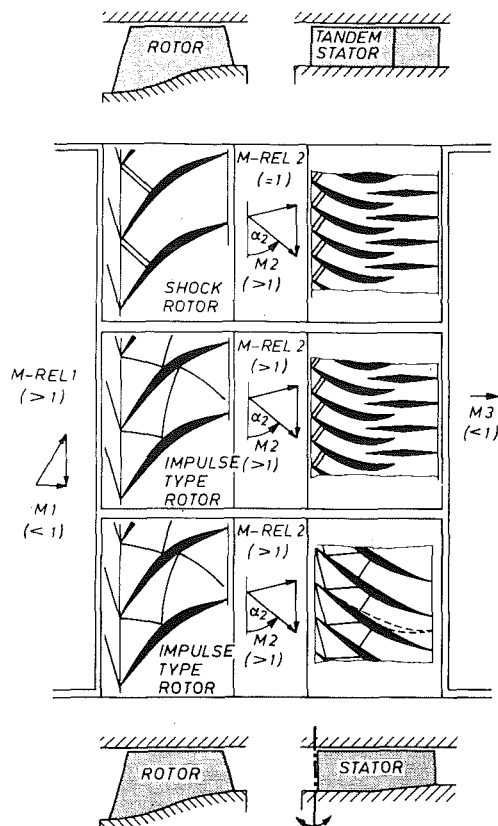 ROTOR
TANDEM
STATOR
M-REL 2
(=1)
α2
M2
(>1)
SHOCK
ROTOR
M-REL1
(>1)
M1
(<1)
M-REL 2
(>1)
α2
M2
(>1)
IMPULSE
TYPE
ROTOR
M3
(<1)
M-REL 2
(>1)
α2
M2
(>1)
IMPULSE
TYPE
ROTOR
ROTOR
STATOR